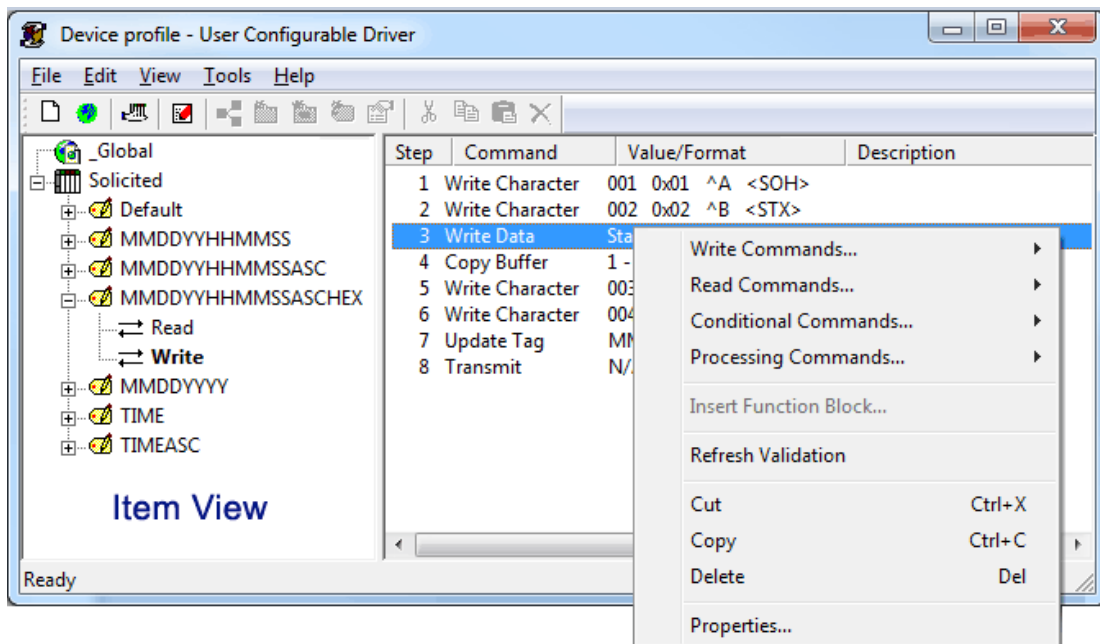 Device profile - User Configurable Driver
File Edit View Tools Help
_Global
Solicited
Default
MMDDYYHHMMSS
MMDDYYHHMMSSASC
MMDDYYHHMMSSASCHEX
Read
Write
MMDDYYYY
TIME
TIMEASC
Item View
Step Command Value/Format Description
1 Write Character 001 0x01 ^A <SOH>
2 Write Character 002 0x02 ^B <STX>
3 Write Data
4 Copy Buffer 1 -
5 Write Character 003
6 Write Character 004
7 Update Tag
8 Transmit
Write Commands...
Read Commands...
Conditional Commands...
Processing Commands...
Insert Function Block...
Refresh Validation
Cut Ctrl+X
Copy Ctrl+C
Delete Del
Properties...
Ready